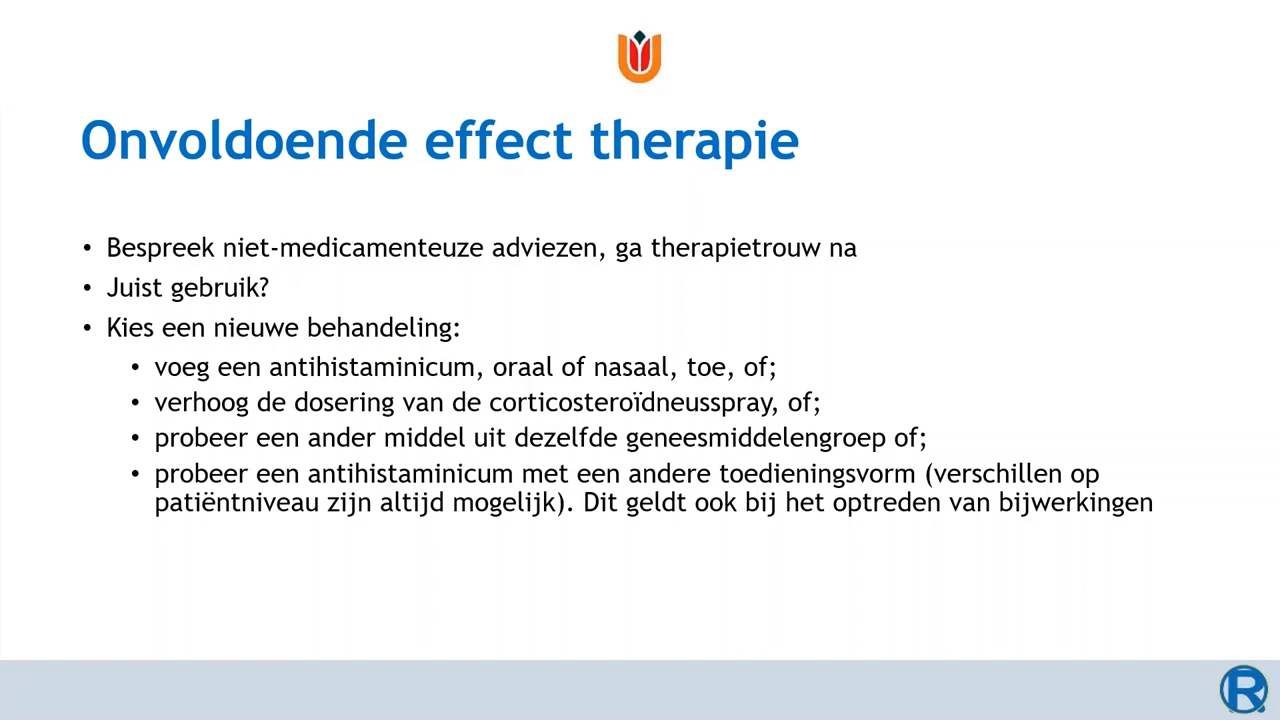 Onvoldoende effect therapie
• Bespreek niet-medicamenteuze adviezen, ga therapietrouw na
• Juist gebruik?
• Kies een nieuwe behandeling:
• voeg een antihistaminicum, oraal of nasaal, toe, of;
• verhoog de dosering van de corticosteroïdneusspray, of;
• probeer een ander middel uit dezelfde geneesmiddelengroep of;
• probeer een antihistaminicum met een andere toedieningsvorm (verschillen op
patiëntniveau zijn altijd mogelijk). Dit geldt ook bij het optreden van bijwerkingen
R